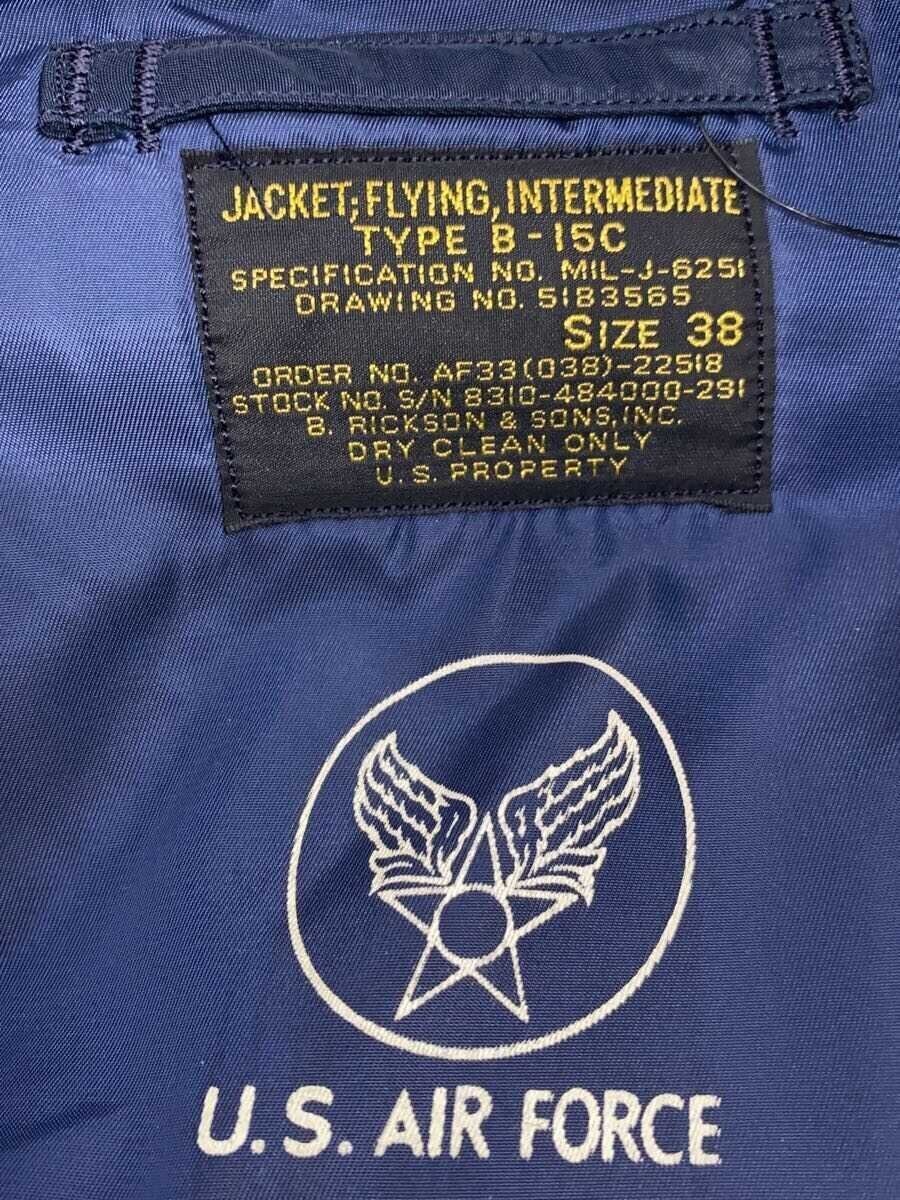 JACKET; FLYING, INTERMEDIATE
TYPE B-15C
SPECIFICATION NO. MIL-J-6251
DRAWING NO. 51B3565
SIZE 38
ORDER NO. AF33(038)-22518
STOCK NO. S/N 8310-484000-291
B. RICKSON & SONS, INC.
DRY CLEAN ONLY
U.S. PROPERTY
U.S. AIR FORCE